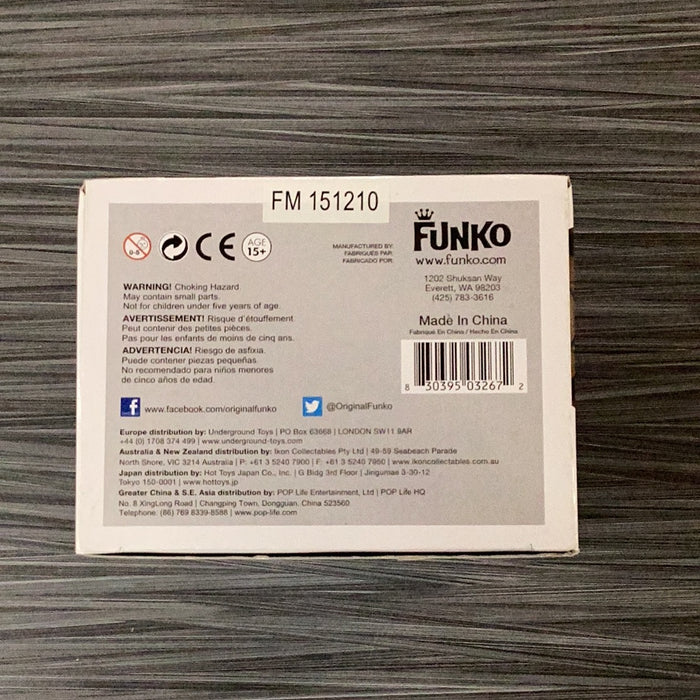 FM 151210
0-5
CE
AGE
15+
MANUFACTURED BY:
FABRIQUÉS PAR:
FABRICADO POR:
FUNKO
www.funko.com
1202 Shuksan Way
Everett, WA 98203
(425) 783-3616
WARNING! Choking Hazard.
May contain small parts.
Not for children under five years of age.
AVERTISSEMENT! Risque d'étouffement
Peut contenir des petites pièces.
Pas pour les enfants de moins de cinq ans.
ADVERTENCIA! Riesgo de asfixia.
Puede contener piezas pequeñas.
No recomendado para niños menores
de cinco años de edad.
Made In China
Fabriqué En China / Hecho En China
8 30395 03267 2
www.facebook.com/originalfunko
@OriginalFunko
Europe distribution by: Underground Toys | PO Box 63668 | LONDON SW11 9AR
+44 (0) 1708 374 499 | www.underground-toys.com
Australia & New Zealand distribution by: Ikon Collectables Pty Ltd | 49-59 Seabeach Parade
North Shore, VIC 3214 Australia | P: +61 3 5240 7900 | F: +61 3 5240 7950 | www.ikoncollectables.com.au
Japan distribution by: Hot Toys Japan Co., Inc. | G Bldg 3rd Floor | Jingumae 3-30-12
Tokyo 150-0001 | www.hottoys.jp
Greater China & S.E. Asia distribution by: POP Life Entertainment, Ltd | POP Life HQ
No. 8 XingLong Road | Changping Town, Dongguan, China 523560
Telephone: (86) 769 8339-8588 | www.pop-life.com